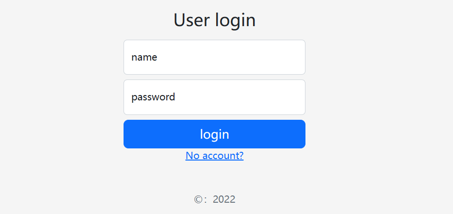 User login
name
password
login
No account?
©：2022